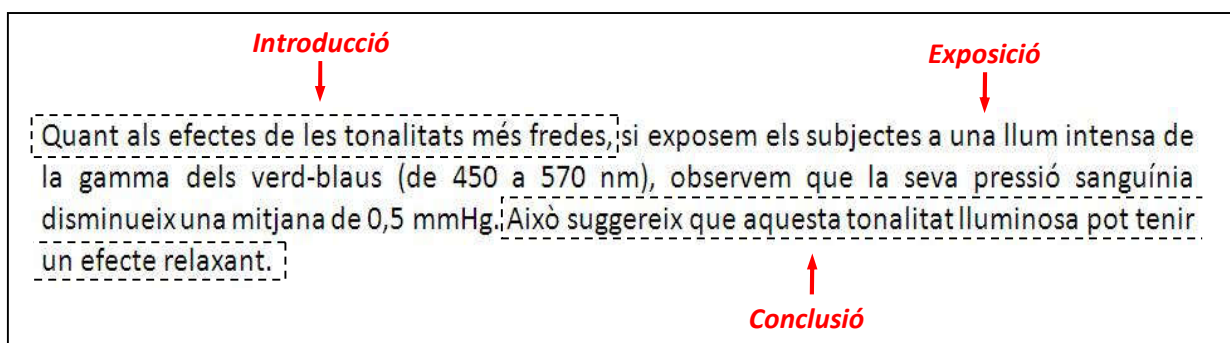 Introducció
Exposició
Quant als efectes de les tonalitats més fredes, si exposem els subjectes a una llum intensa de
la gamma dels verd-blaus (de 450 a 570 nm), observem que la seva pressió sanguínia
disminueix una mitjana de 0,5 mmHg. Això suggereix que aquesta tonalitat lluminosa pot tenir
un efecte relaxant.
Conclusió